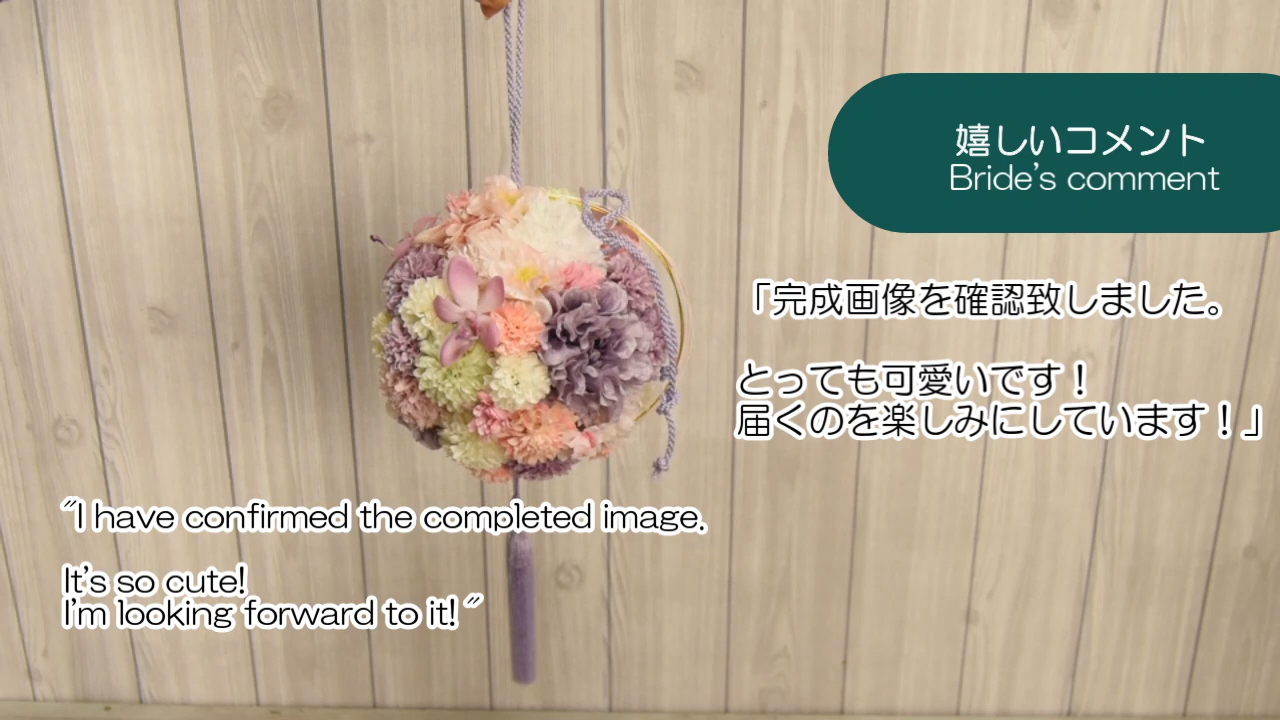 嬉しいコメント
Bride's comment
「完成画像を確認致しました。
とっても可愛いです！
届くのを楽しみにしています！」
"I have confirmed the completed image.
It's so cute!
I'm looking forward to it! "